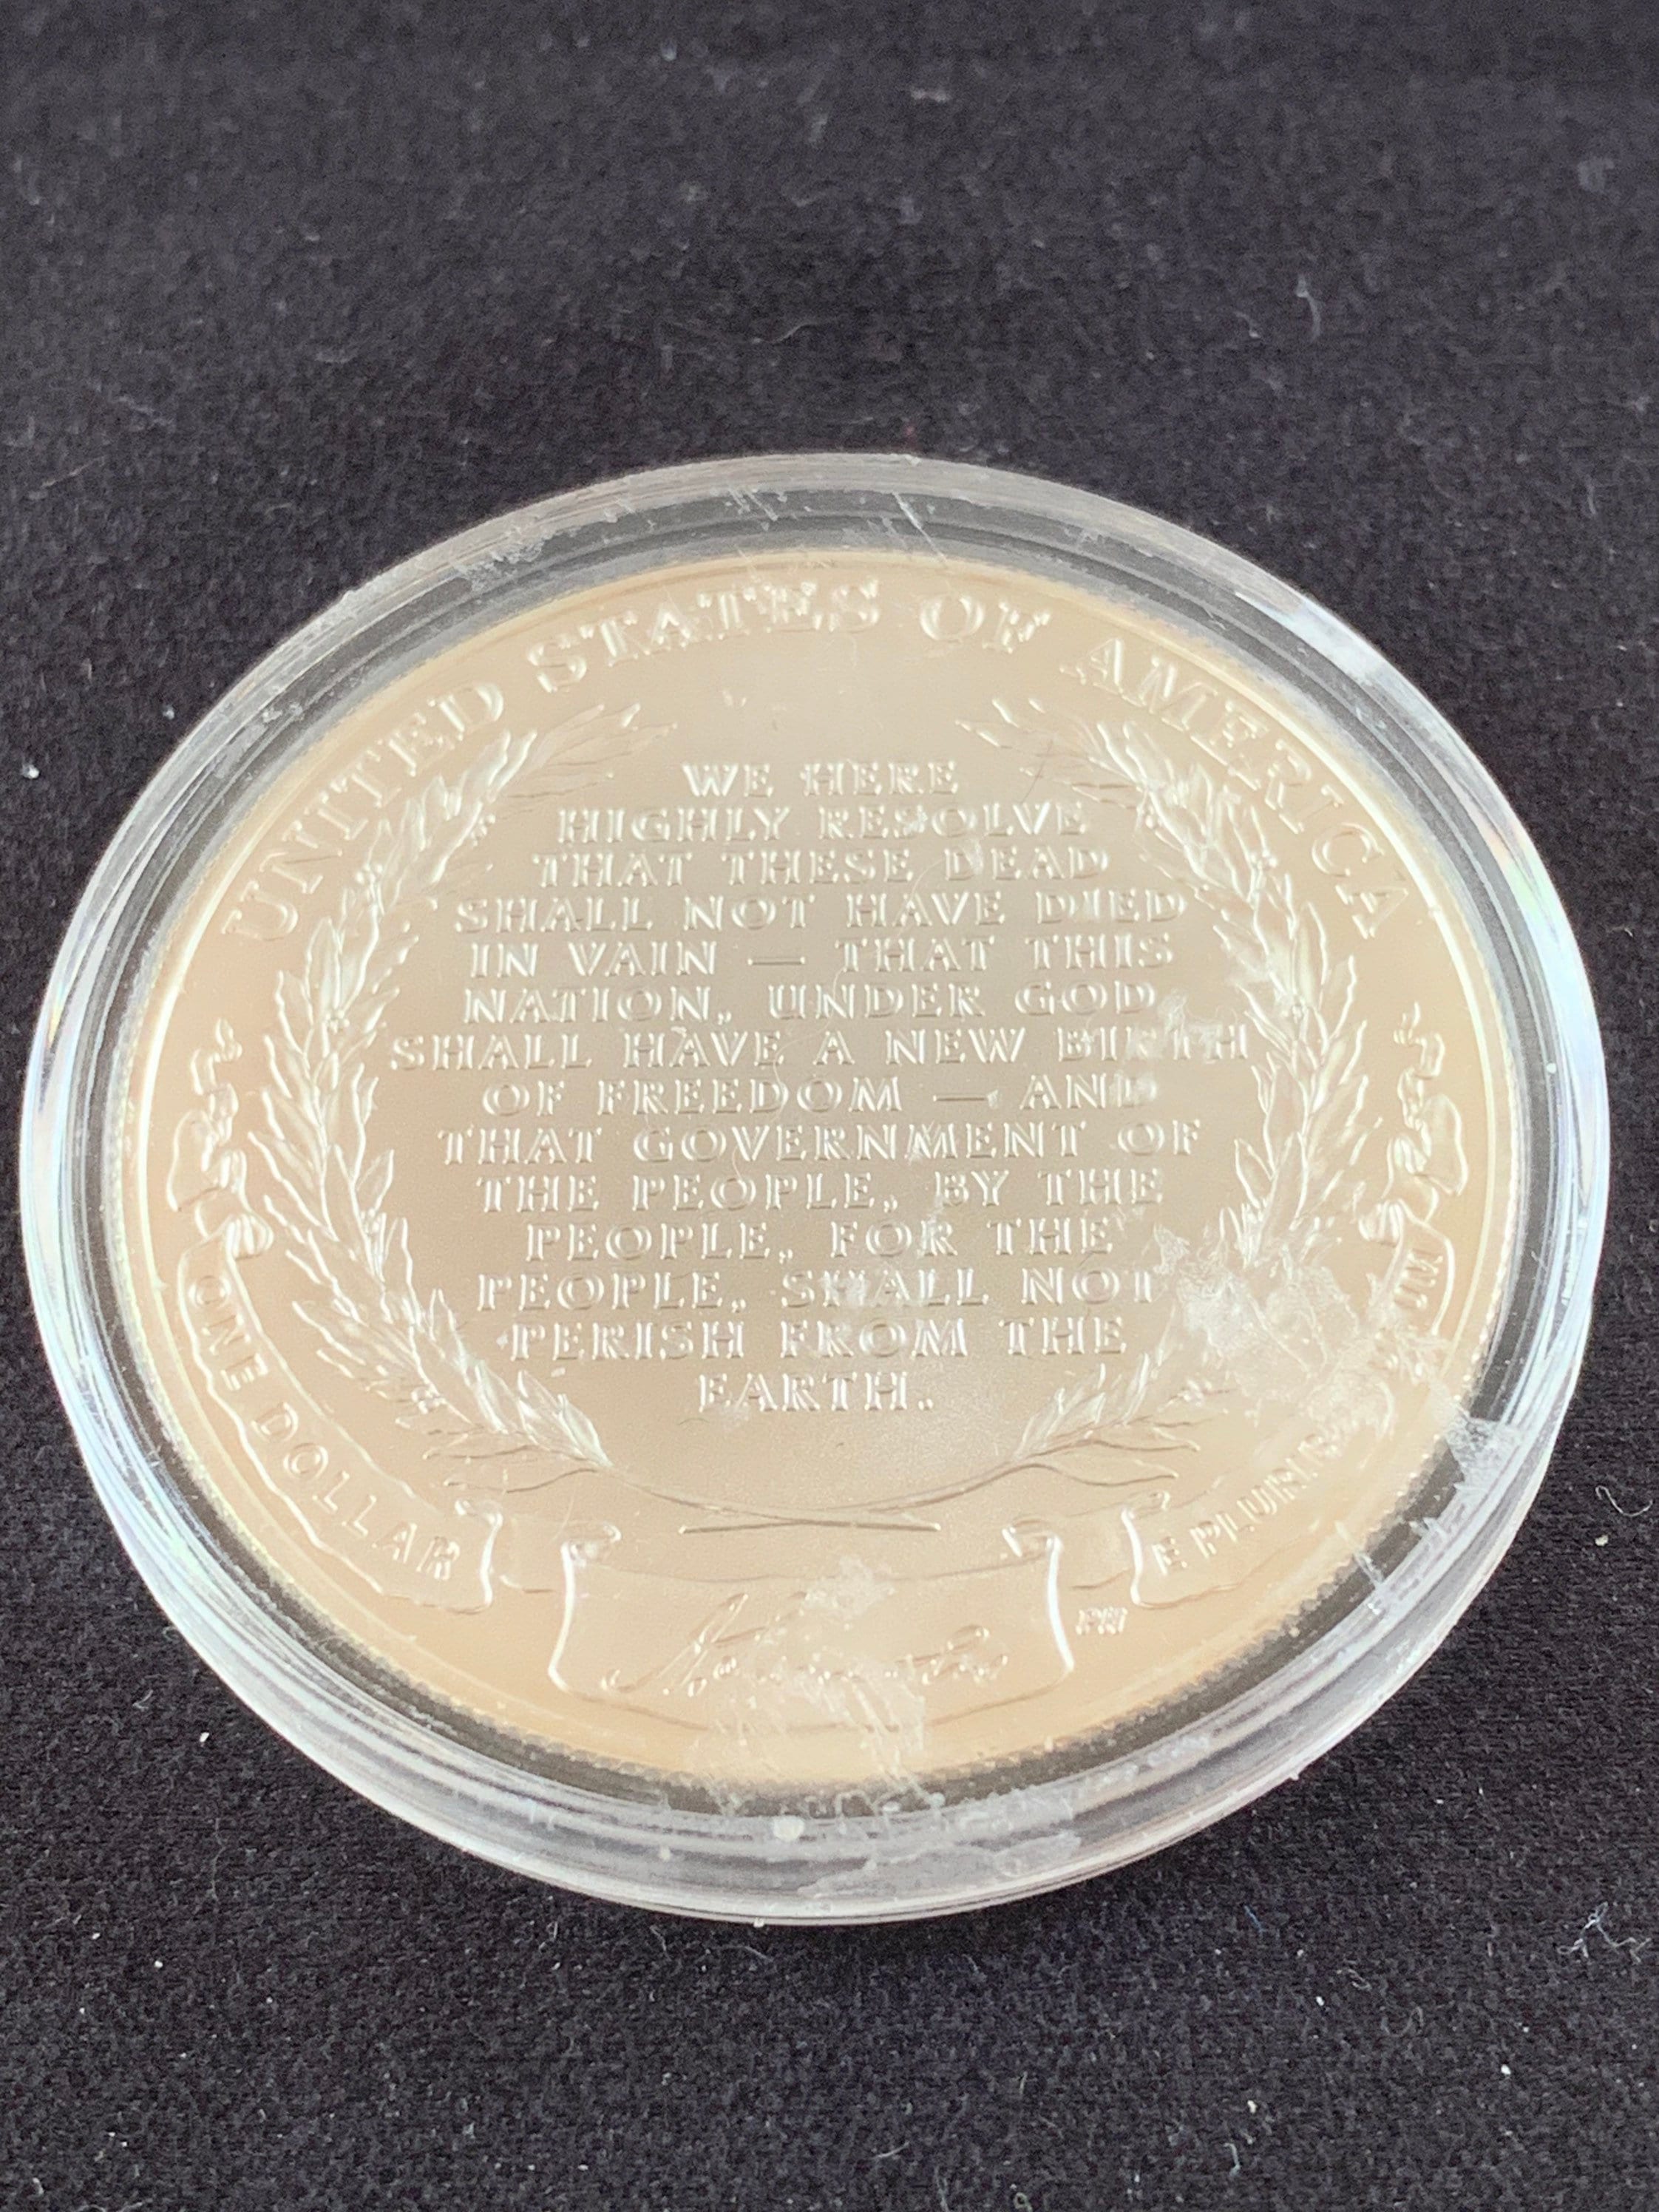 UNITED STATES OF AMERICA
WE HERE
HIGHLY RESOLVE
THAT THESE DEAD
SHALL NOT HAVE DIED
IN VAIN — THAT THIS
NATION, UNDER GOD
SHALL HAVE A NEW BIRTH
OF FREEDOM — AND
THAT GOVERNMENT OF
THE PEOPLE, BY THE
PEOPLE, FOR THE
PEOPLE, SHALL NOT
PERISH FROM THE
EARTH.
ONE DOLLAR
A. Lincoln
E PLURIBUS